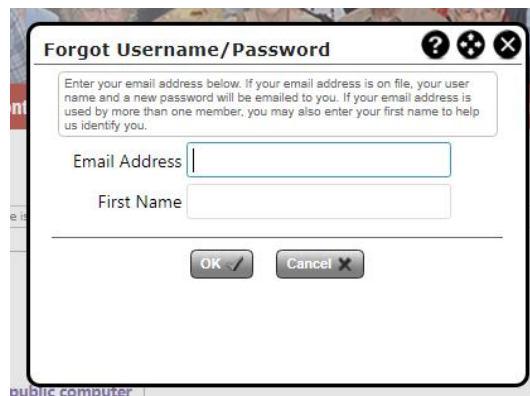 Forgot Username/Password
Enter your email address below. If your email address is on file, your user
name and a new password will be emailed to you. If your email address is
used by more than one member, you may also enter your first name to help
us identify you.
Email Address
First Name
OK
Cancel
public computer